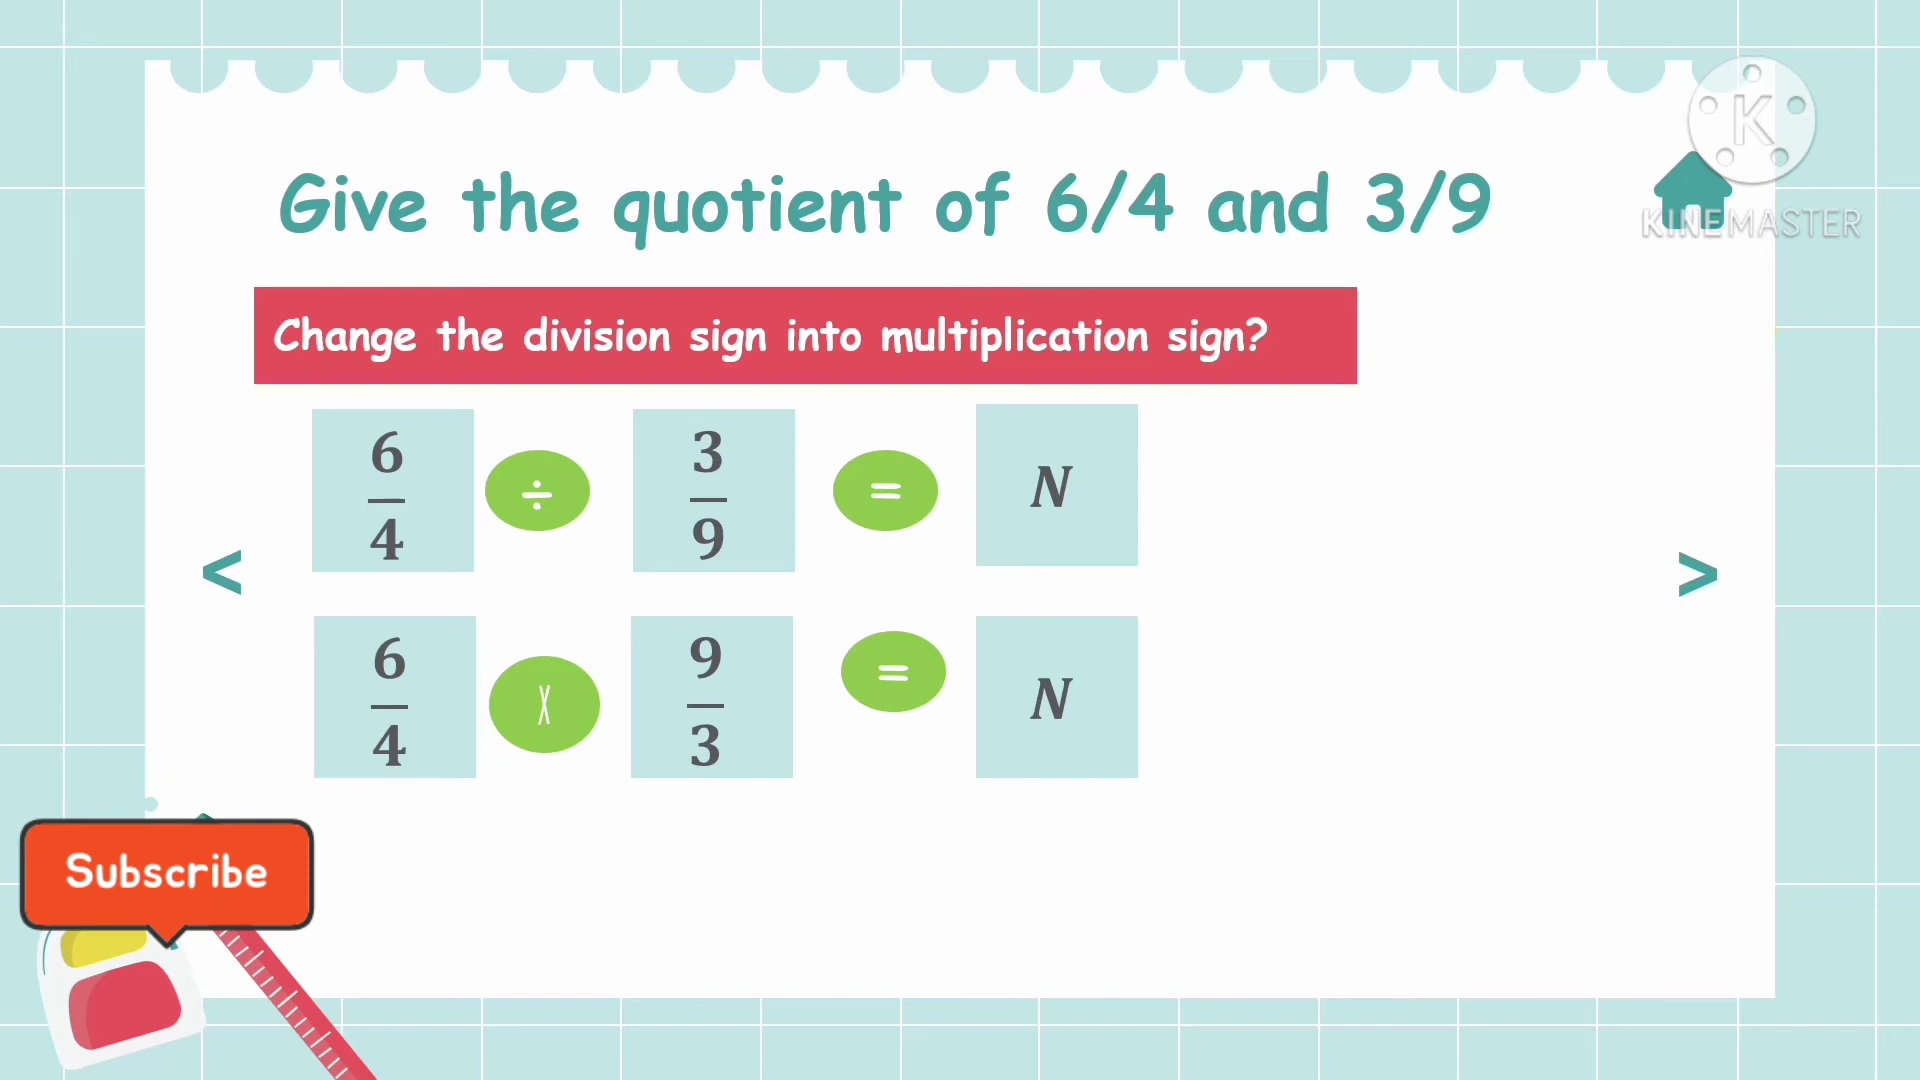 K
KINEMASTER
Give the quotient of 6/4 and 3/9
Change the division sign into multiplication sign?
6/4 ÷ 3/9 = N
<
>
6/4 X 9/3 = N
Subscribe